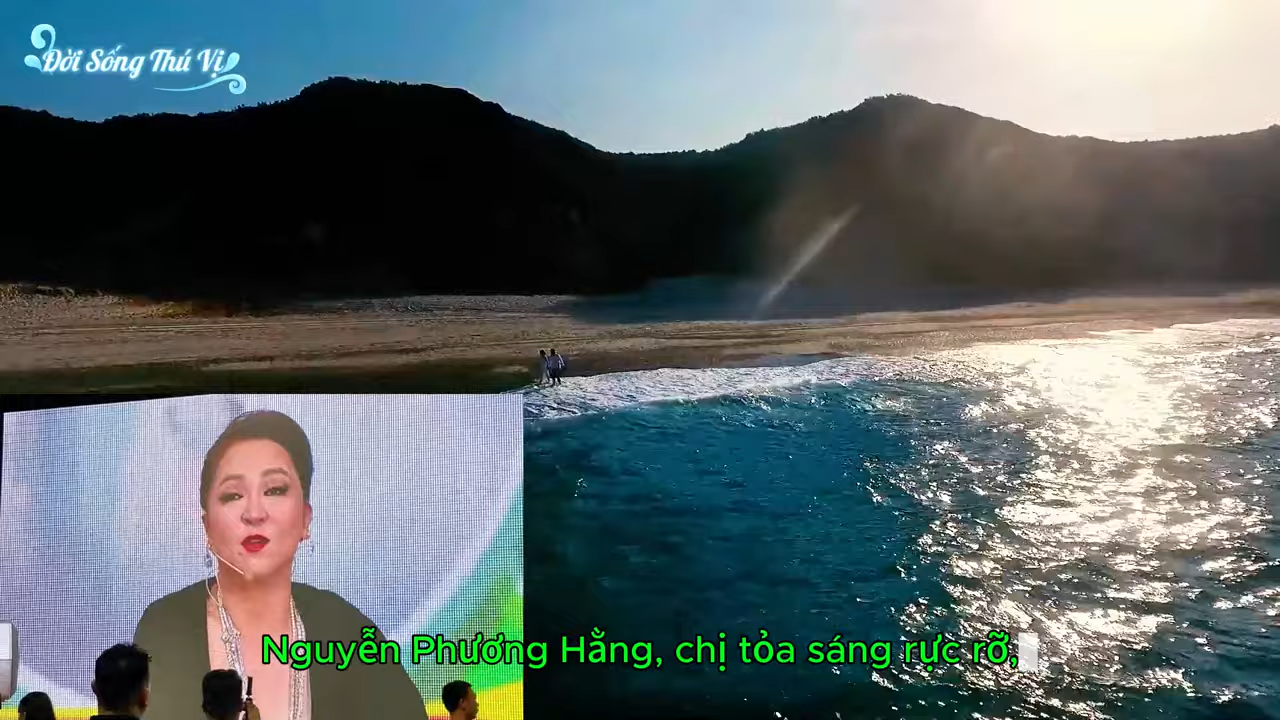 Đời Sống Thú Vị
Nguyễn Phương Hằng, chị tỏa sáng rực rỡ,